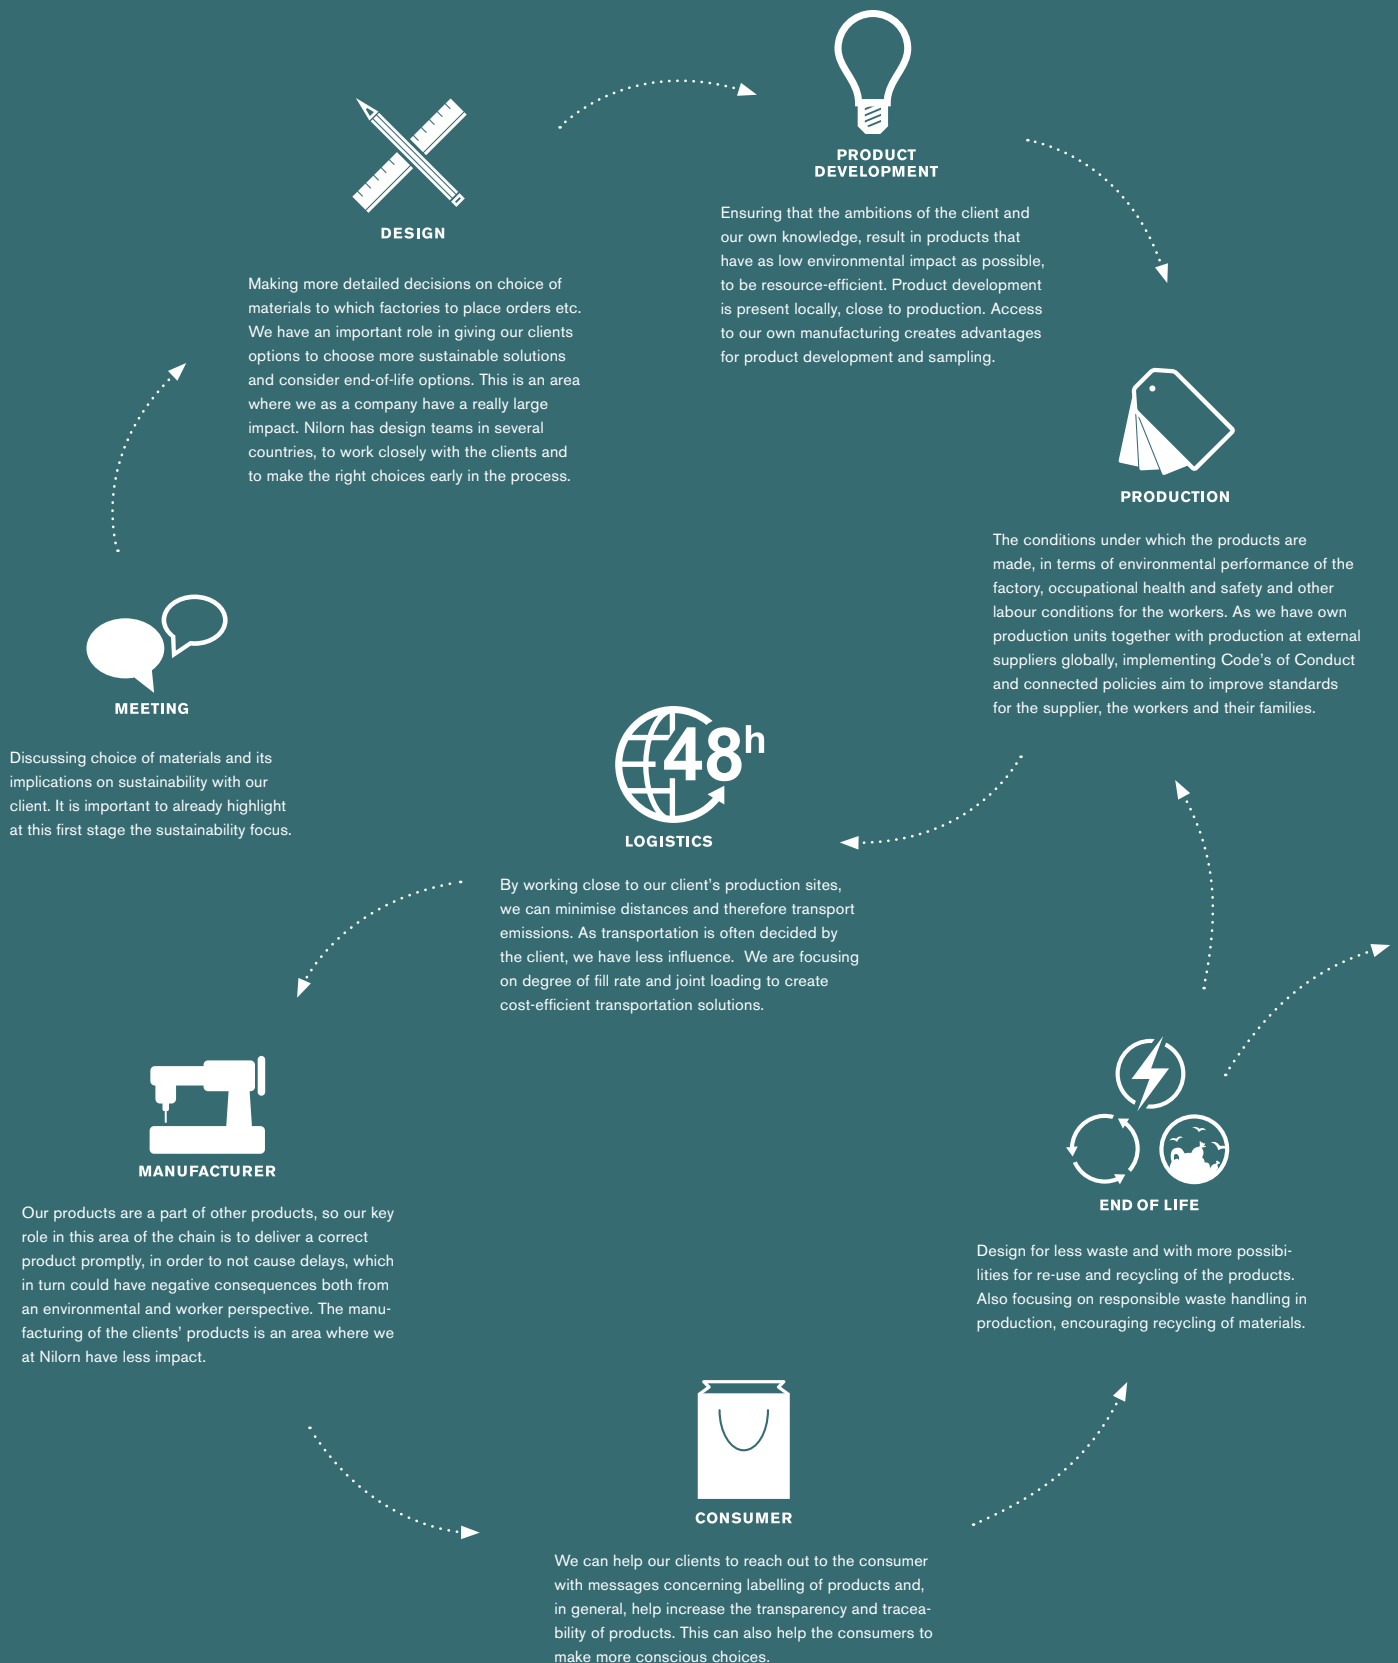 MEETING
Discussing choice of materials and its
implications on sustainability with our
client. It is important to already highlight
at this first stage the sustainability focus.
DESIGN
Making more detailed decisions on choice of
materials to which factories to place orders etc.
We have an important role in giving our clients
options to choose more sustainable solutions
and consider end-of-life options. This is an area
where we as a company have a really large
impact. Nilorn has design teams in several
countries, to work closely with the clients and
to make the right choices early in the process.
PRODUCT
DEVELOPMENT
Ensuring that the ambitions of the client and
our own knowledge, result in products that
have as low environmental impact as possible,
to be resource-efficient. Product development
is present locally, close to production. Access
to our own manufacturing creates advantages
for product development and sampling.
PRODUCTION
The conditions under which the products are
made, in terms of environmental performance of the
factory, occupational health and safety and other
labour conditions for the workers. As we have own
production units together with production at external
suppliers globally, implementing Code's of Conduct
and connected policies aim to improve standards
for the supplier, the workers and their families.
48h
LOGISTICS
By working close to our client's production sites,
we can minimise distances and therefore transport
emissions. As transportation is often decided by
the client, we have less influence.  We are focusing
on degree of fill rate and joint loading to create
cost-efficient transportation solutions.
MANUFACTURER
Our products are a part of other products, so our key
role in this area of the chain is to deliver a correct
product promptly, in order to not cause delays, which
in turn could have negative consequences both from
an environmental and worker perspective. The manu-
facturing of the clients' products is an area where we
at Nilorn have less impact.
CONSUMER
We can help our clients to reach out to the consumer
with messages concerning labelling of products and,
in general, help increase the transparency and tracea-
bility of products. This can also help the consumers to
make more conscious choices.
END OF LIFE
Design for less waste and with more possibi-
lities for re-use and recycling of the products.
Also focusing on responsible waste handling in
production, encouraging recycling of materials.